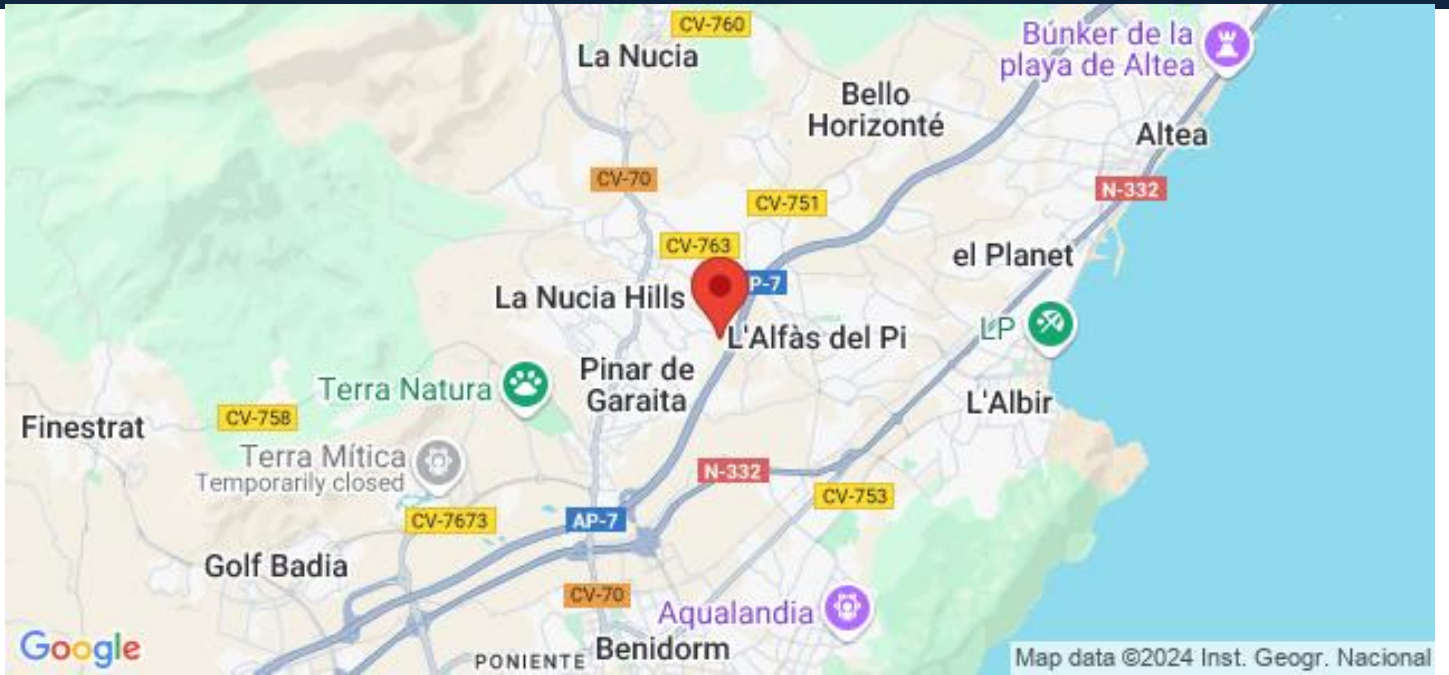 CV-760
La Nucia
Búnker de la
playa de Altea
Bello
Horizonté
Altea
CV-70
N-332
CV-751
CV-763
el Planet
P-7
La Nucia Hills
L'Alfàs del Pi
LP
Pinar de
Garaita
Terra Natura
L'Albir
CV-758
Finestrat
Terra Mítica
Temporarily closed
N-332
CV-753
CV-7673
AP-7
Golf Badia
CV-70
Aqualandia
Google
PONIENTE
Benidorm
Map data ©2024 Inst. Geogr. Nacional